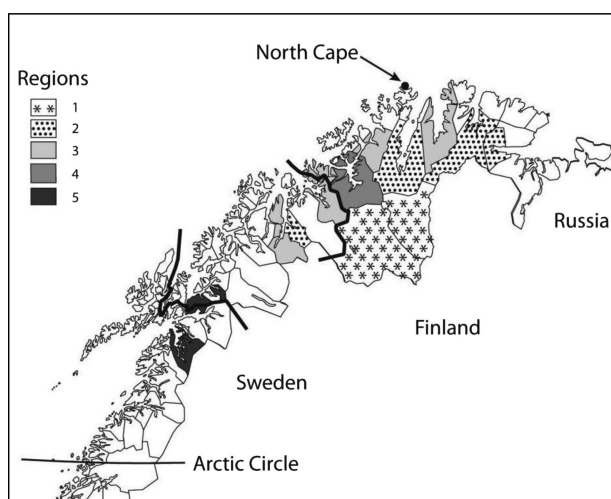 North Cape
Regions
1
2
3
4
5
Russia
Finland
Sweden
Arctic Circle